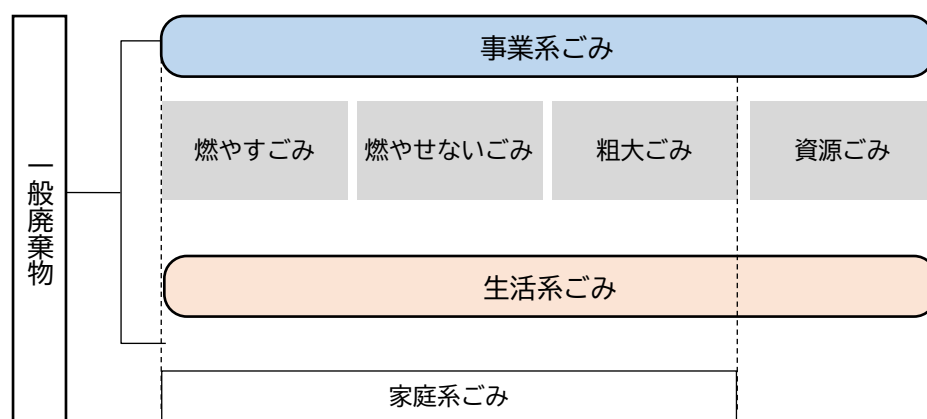 一般廃棄物
事業系ごみ
燃やすごみ
燃やせないごみ
粗大ごみ
資源ごみ
生活系ごみ
家庭系ごみ